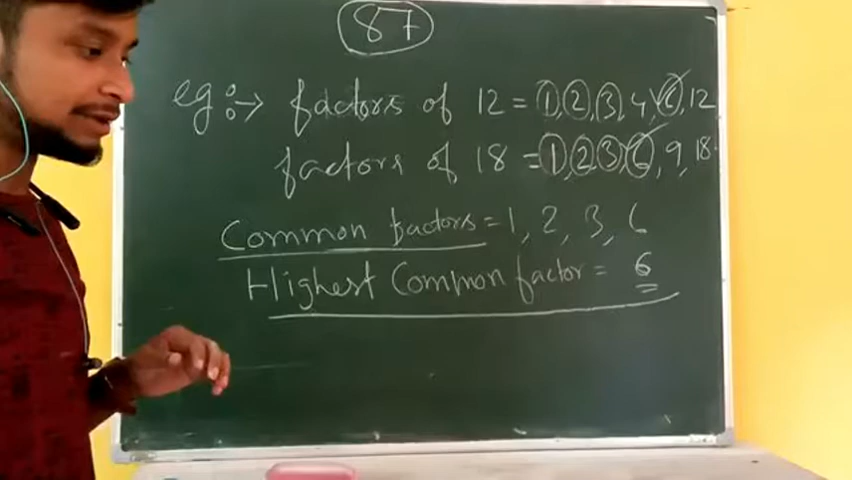 87
eg:→ factors of 12 = 1, 2, 3, 4, 6, 12
factors of 18 = 1, 2, 3, 6, 9, 18
Common factors = 1, 2, 3, 6
Highest Common factor = 6